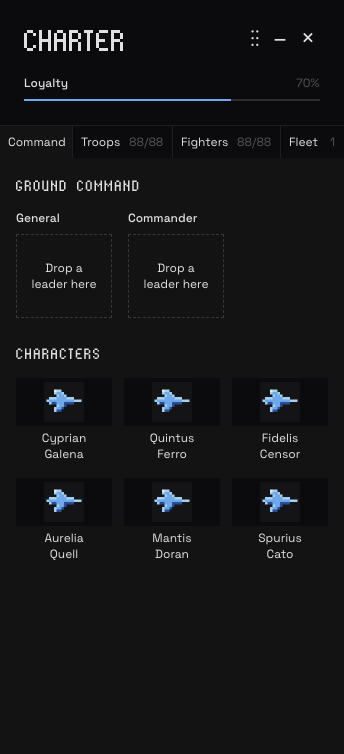 CHARTER
Loyalty 70%
Command Troops 88/88 Fighters 88/88 Fleet 1
GROUND COMMAND
General Commander
Drop a Drop a
leader here leader here
CHARACTERS
Cyprian Quintus Fidelis
Galena Ferro Censor
Aurelia Mantis Spurius
Quell Doran Cato